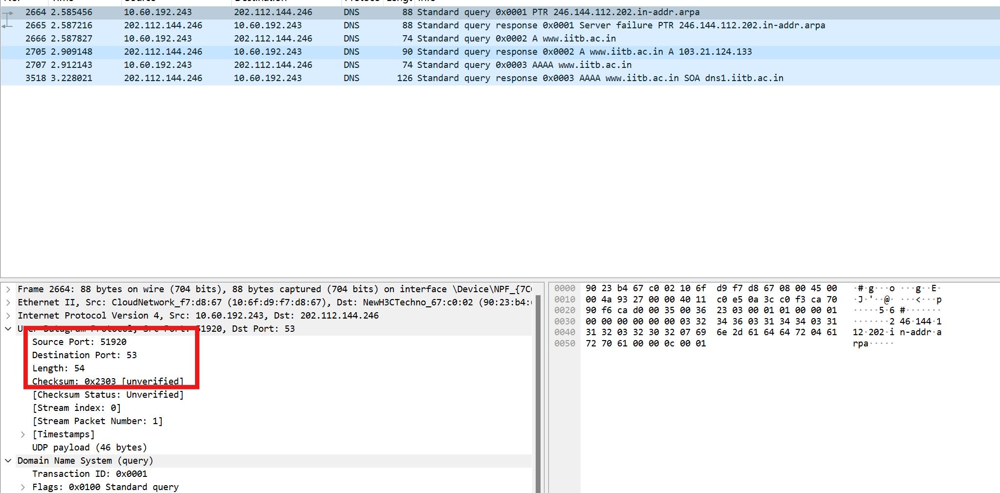 2664 2.585456 10.60.192.243 202.112.144.246 DNS 88 Standard query 0x0001 PTR 246.144.112.202.in-addr.arpa
2665 2.587216 202.112.144.246 10.60.192.243 DNS 88 Standard query response 0x0001 Server failure PTR 246.144.112.202.in-addr.arpa
2666 2.587827 10.60.192.243 202.112.144.246 DNS 74 Standard query 0x0002 A www.iitb.ac.in
2705 2.909148 202.112.144.246 10.60.192.243 DNS 90 Standard query response 0x0002 A www.iitb.ac.in A 103.21.124.133
2707 2.912143 10.60.192.243 202.112.144.246 DNS 74 Standard query 0x0003 AAAA www.iitb.ac.in
3518 3.228021 202.112.144.246 10.60.192.243 DNS 126 Standard query response 0x0003 AAAA www.iitb.ac.in SOA dns1.iitb.ac.in
Frame 2664: 88 bytes on wire (704 bits), 88 bytes captured (704 bits) on interface \Device\NPF_{7C
Ethernet II, Src: CloudNetwork_f7:d8:67 (10:6f:d9:f7:d8:67), Dst: NewH3CTechno_67:c0:02 (90:23:b4:
Internet Protocol Version 4, Src: 10.60.192.243, Dst: 202.112.144.246
User Datagram Protocol, Src Port: 51920, Dst Port: 53
Source Port: 51920
Destination Port: 53
Length: 54
Checksum: 0x2303 [unverified]
[Checksum Status: Unverified]
[Stream index: 0]
[Stream Packet Number: 1]
[Timestamps]
UDP payload (46 bytes)
Domain Name System (query)
Transaction ID: 0x0001
Flags: 0x0100 Standard query
0000 90 23 b4 67 c0 02 10 6f d9 f7 d8 67 08 00 45 00 ·#·g···o ···g··E·
0010 00 4a 93 27 00 00 40 11 c0 e5 0a 3c c0 f3 ca 70 ·J·'··@· ···<···p
0020 90 f6 ca d0 00 35 00 36 23 03 00 01 01 00 00 01 ·····5·6 #·······
0030 00 00 00 00 00 00 03 32 34 36 03 31 34 34 03 31 ·······2 46·144·1
0040 31 32 03 32 30 32 07 69 6e 2d 61 64 64 72 04 61 12·202·i n-addr·a
0050 72 70 61 00 00 0c 00 01 rpa·····